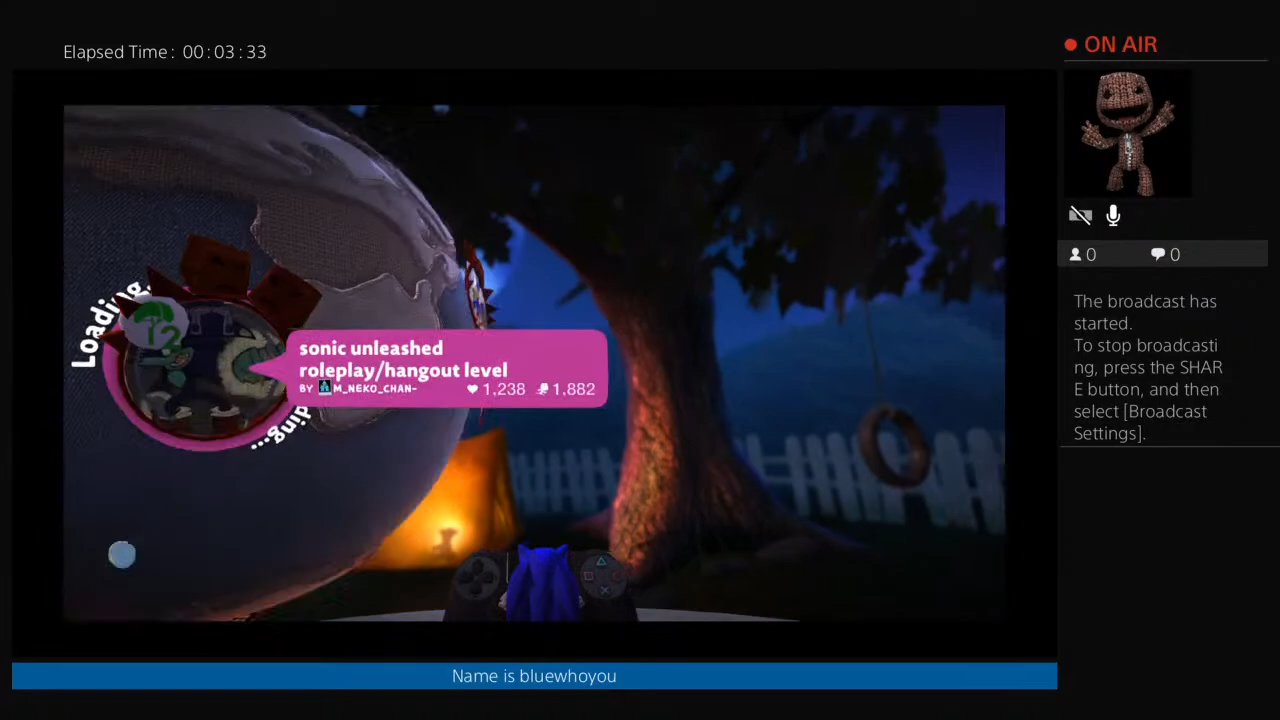 Elapsed Time: 00:03:33
ON AIR
0 0
The broadcast has
started.
To stop broadcasti
ng, press the SHAR
E button, and then
select [Broadcast
Settings].
Loading...
T2
sonic unleashed
roleplay/hangout level
BY M_NEKO_CHAN- 1,238 1,882
ding...
Name is bluewhoyou